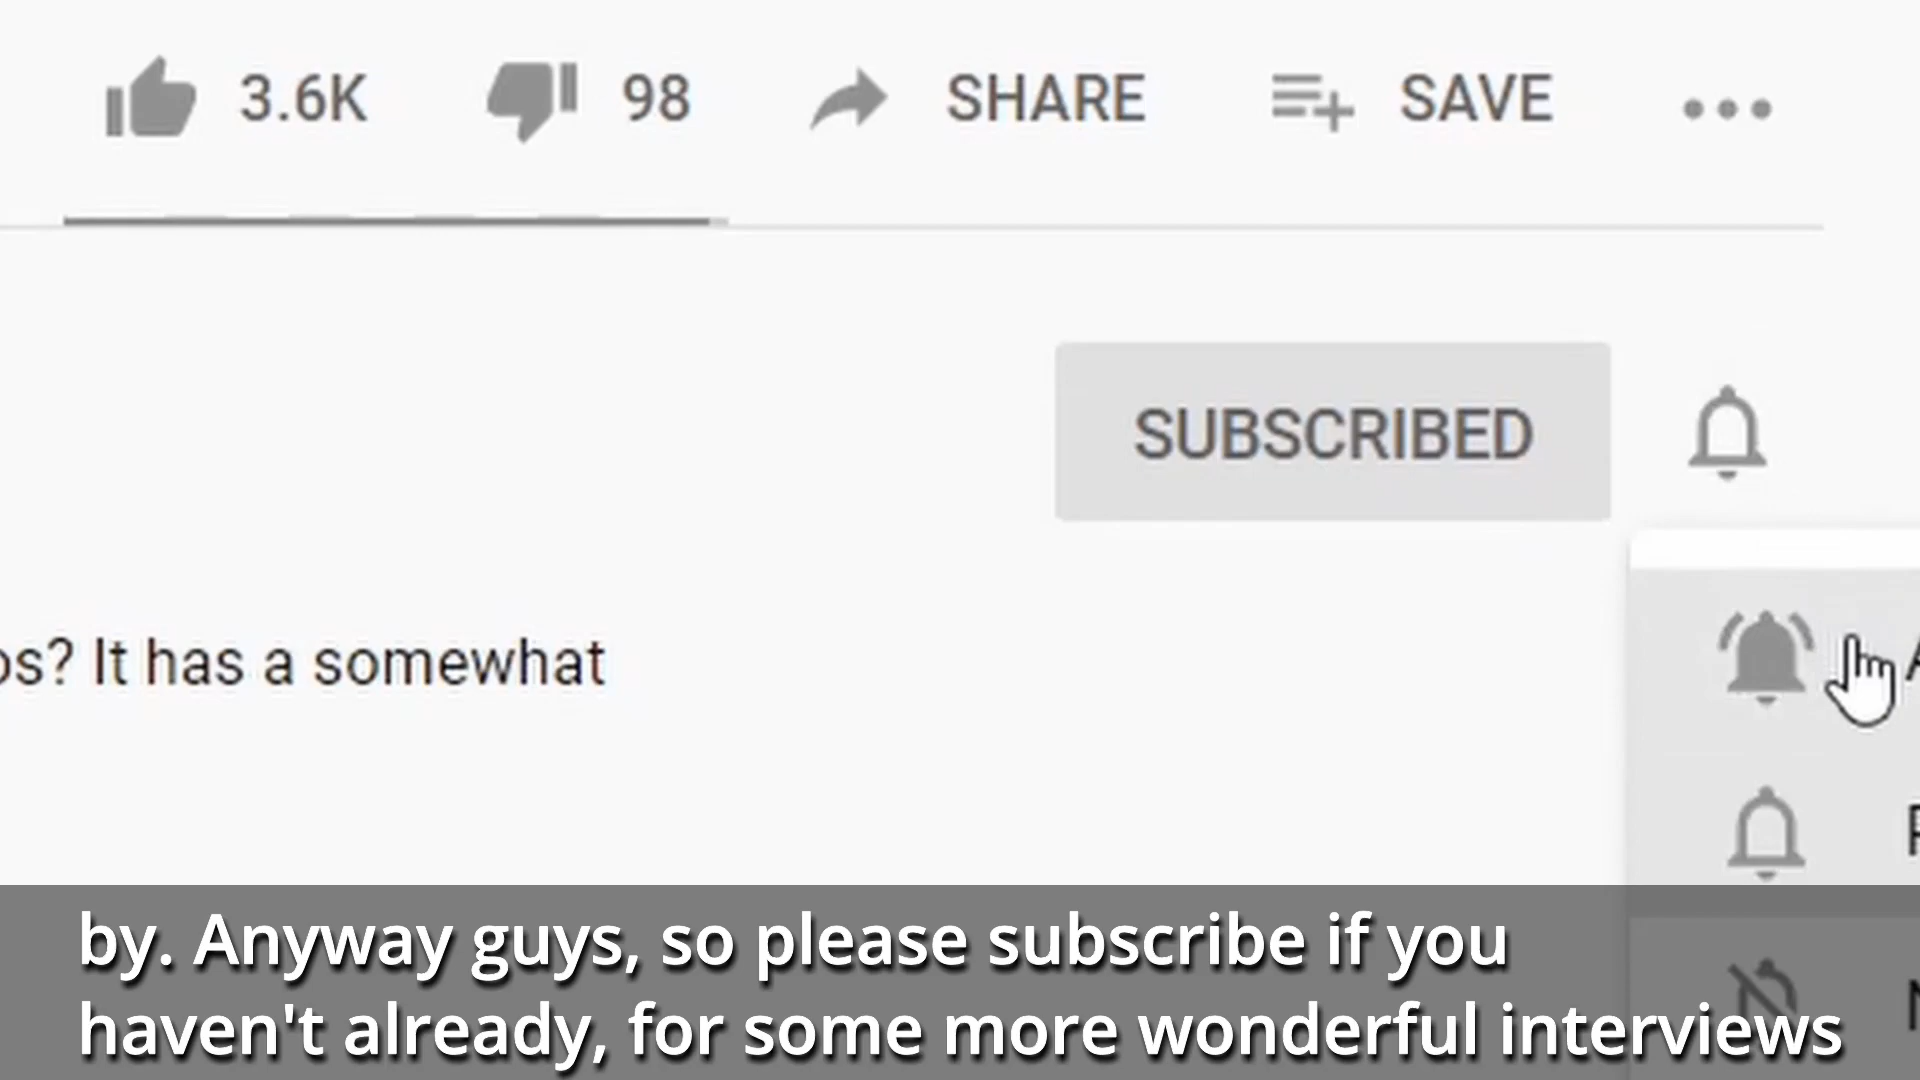 3.6K 98 SHARE SAVE
SUBSCRIBED
os? It has a somewhat
by. Anyway guys, so please subscribe if you
haven't already, for some more wonderful interviews